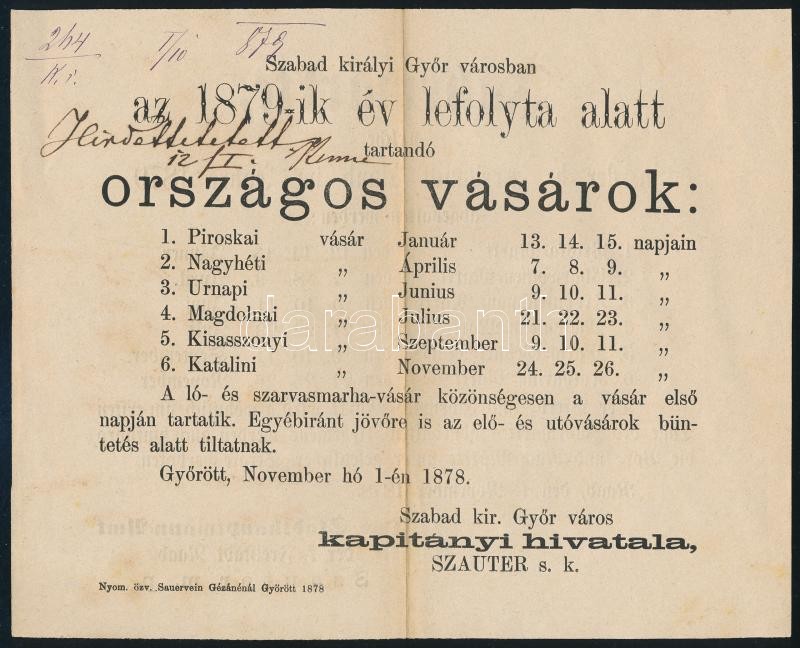 264 I/10 879
K. i.
Szabad királyi Győr városban
az 1879-ik év lefolyta alatt
Hirdettetett
12/I.
tartandó
országos vásárok:
1. Piroskai vásár Január 13. 14. 15. napjain
2. Nagyhéti „ Április 7. 8. 9. „
3. Urnapi „ Junius 9. 10. 11. „
4. Magdolnai „ Julius 21. 22. 23. „
5. Kisasszonyi „ Szeptember 9. 10. 11. „
6. Katalini „ November 24. 25. 26. „
darabanth
A ló- és szarvasmarha-vásár közönségesen a vásár első
napján tartatik. Egyébiránt jövőre is az elő- és utóvásárok bün-
tetés alatt tiltatnak.
Győrött, November hó 1-én 1878.
Szabad kir. Győr város
kapitányi hivatala,
SZAUTER s. k.
Nyom. özv. Sauervein Gézánénál Győrött 1878